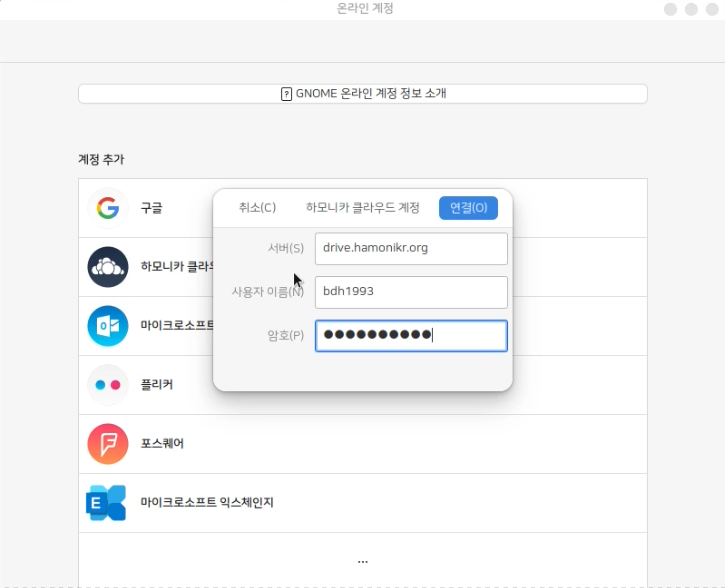 온라인 계정
? GNOME 온라인 계정 정보 소개
계정 추가
구글
취소(C) 하모니카 클라우드 계정 연결(O)
서버(S) drive.hamonikr.org
하모니카 클라우
사용자 이름(N) bdh1993
마이크로소프트
암호(P) ●●●●●●●●●●
플리커
포스퀘어
마이크로소프트 익스체인지
...